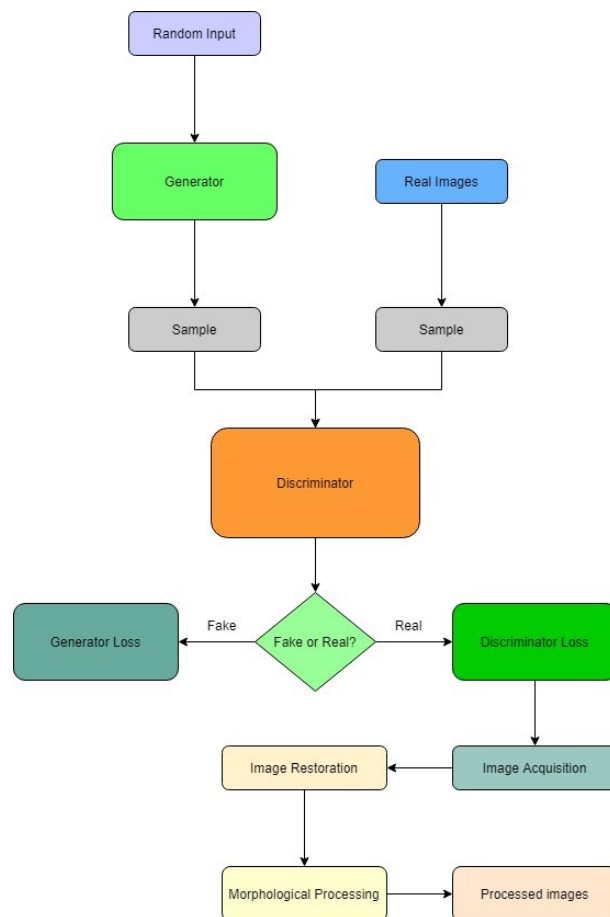 Random Input
Generator
Real Images
Sample
Sample
Discriminator
Fake
Fake or Real?
Real
Generator Loss
Discriminator Loss
Image Restoration
Image Acquisition
Morphological Processing
Processed images